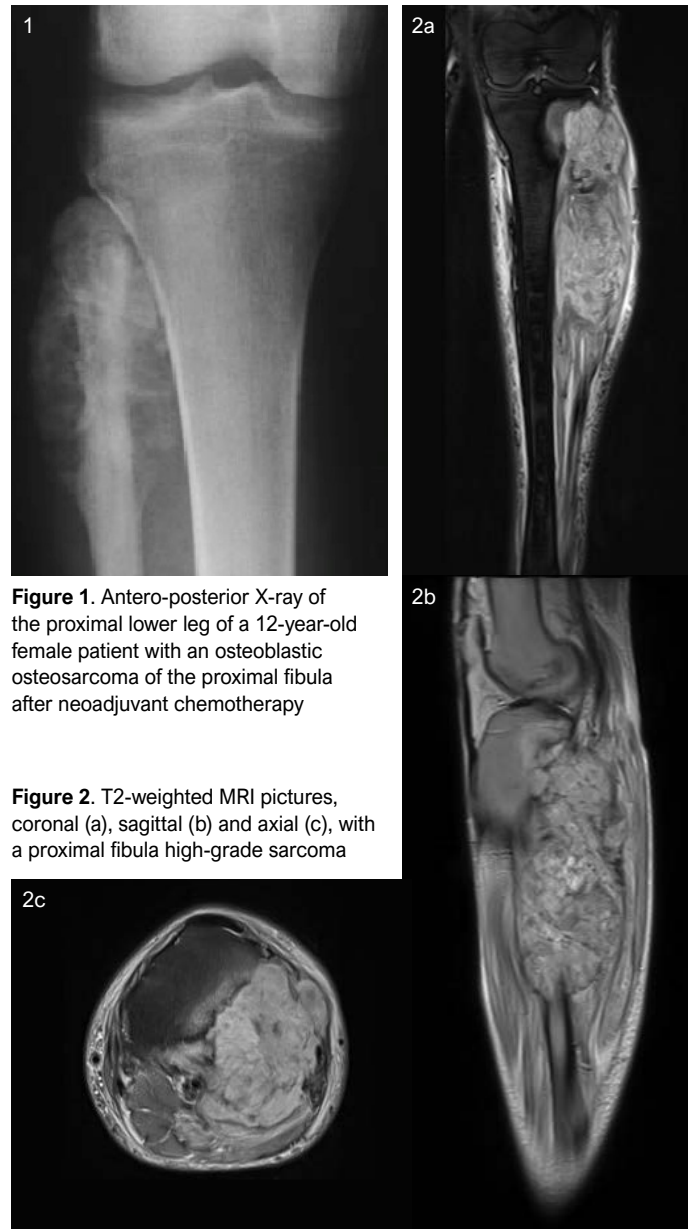 1
2a
Figure 1. Antero-posterior X-ray of
the proximal lower leg of a 12-year-old
female patient with an osteoblastic
osteosarcoma of the proximal fibula
after neoadjuvant chemotherapy
2b
Figure 2. T2-weighted MRI pictures,
coronal (a), sagittal (b) and axial (c), with
a proximal fibula high-grade sarcoma
2c